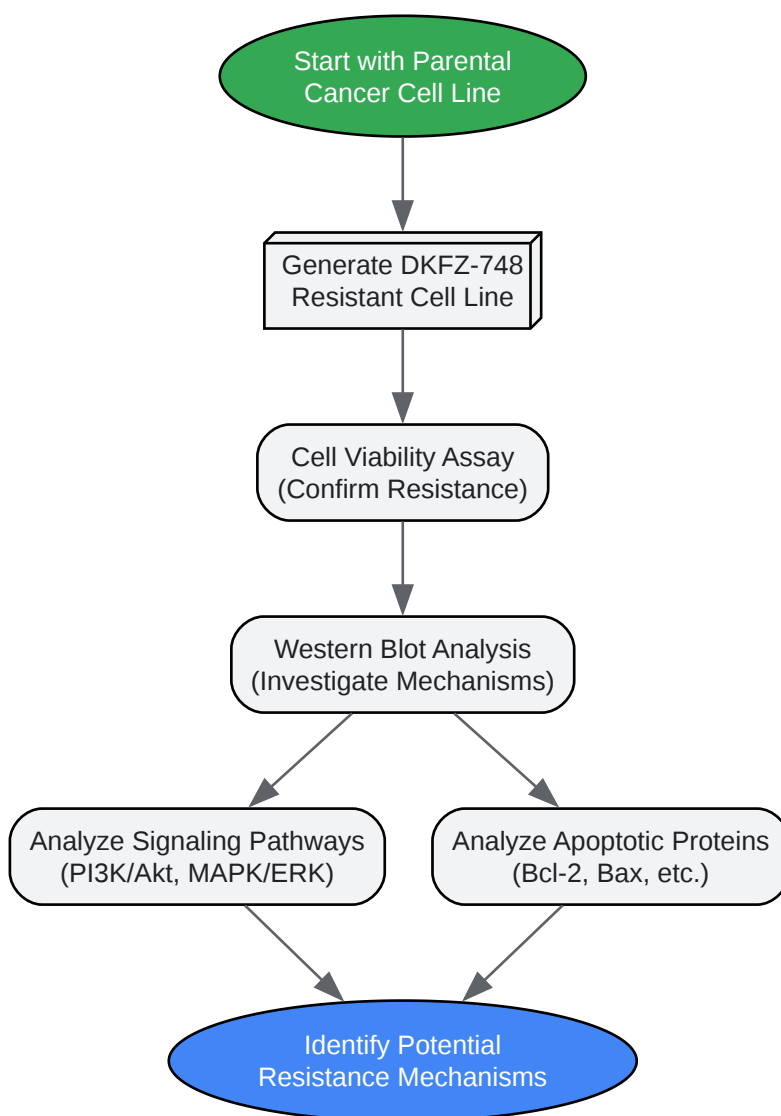 Start with Parental
Cancer Cell Line
Generate DKFZ-748
Resistant Cell Line
Cell Viability Assay
(Confirm Resistance)
Western Blot Analysis
(Investigate Mechanisms)
Analyze Signaling Pathways
(PI3K/Akt, MAPK/ERK)
Analyze Apoptotic Proteins
(Bcl-2, Bax, etc.)
Identify Potential
Resistance Mechanisms